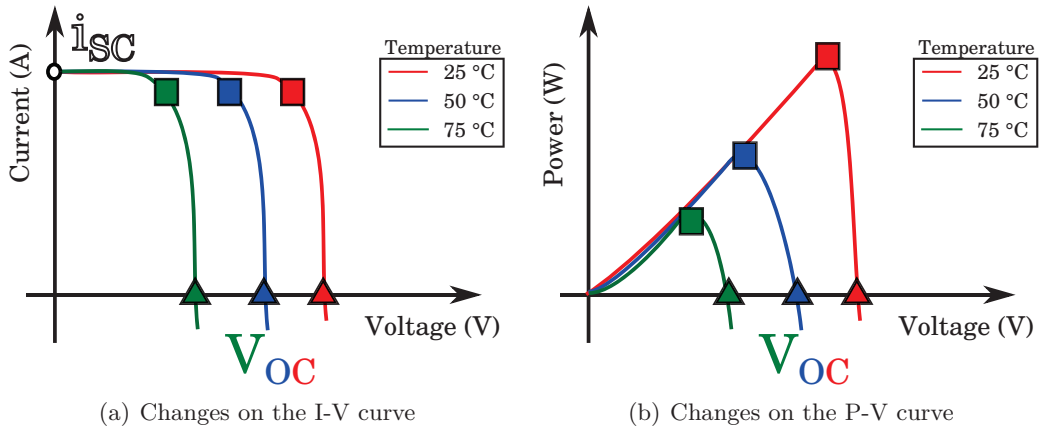 iSC
Current (A)
Temperature
25 °C
50 °C
75 °C
Voltage (V)
VOC
(a) Changes on the I-V curve
Power (W)
Temperature
25 °C
50 °C
75 °C
Voltage (V)
VOC
(b) Changes on the P-V curve